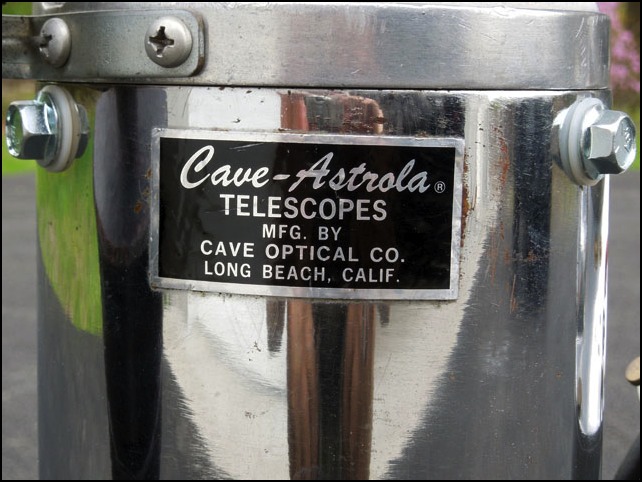 Cave-Astrola®
TELESCOPES
MFG. BY
CAVE OPTICAL CO.
LONG BEACH, CALIF.